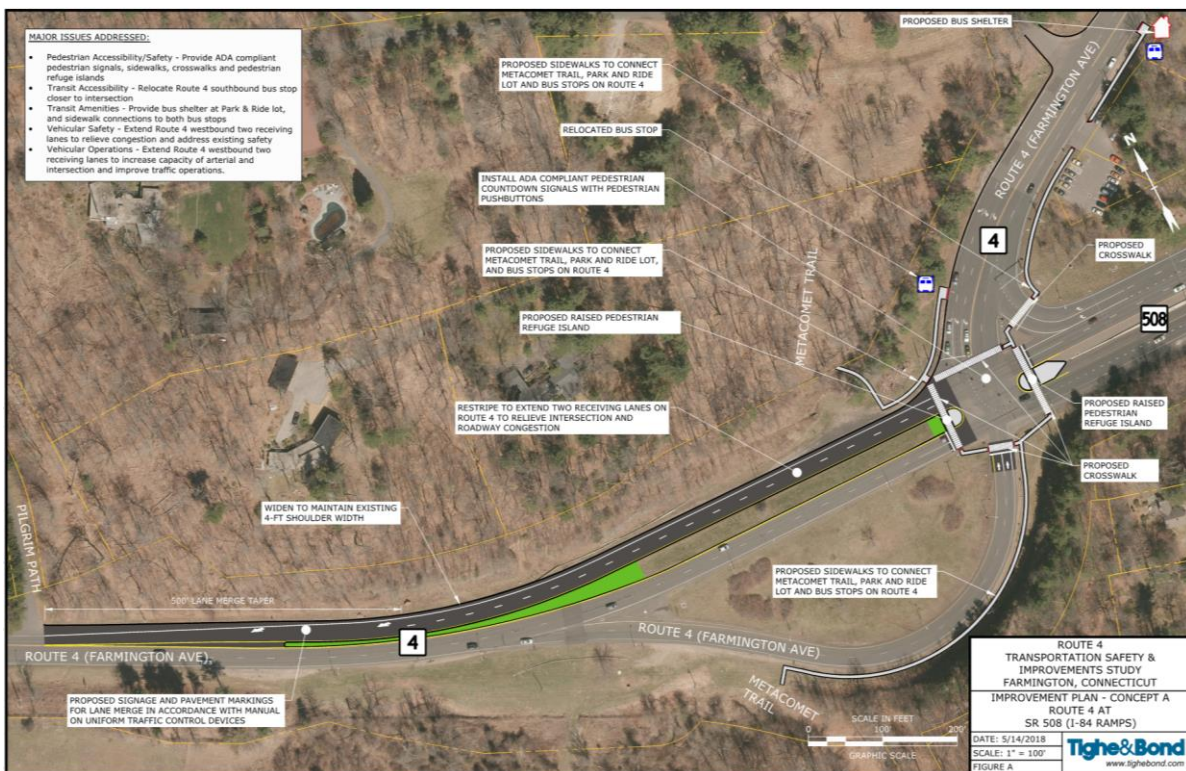 MAJOR ISSUES ADDRESSED:
• Pedestrian Accessibility/Safety - Provide ADA compliant
pedestrian signals, sidewalks, crosswalks and pedestrian
refuge islands
• Transit Accessibility - Relocate Route 4 southbound bus stop
closer to intersection
• Transit Amenities - Provide bus shelter at Park & Ride lot,
and sidewalk connections to both bus stops
• Vehicular Safety - Extend Route 4 westbound two receiving
lanes to relieve congestion and address existing safety
• Vehicular Operations - Extend Route 4 westbound two
receiving lanes to increase capacity of arterial and
intersection and improve traffic operations.
PROPOSED BUS SHELTER
PROPOSED SIDEWALKS TO CONNECT
METACOMET TRAIL, PARK AND RIDE
LOT AND BUS STOPS ON ROUTE 4
RELOCATED BUS STOP
INSTALL ADA COMPLIANT PEDESTRIAN
COUNTDOWN SIGNALS WITH PEDESTRIAN
PUSHBUTTONS
PROPOSED SIDEWALKS TO CONNECT
METACOMET TRAIL, PARK AND RIDE LOT,
AND BUS STOPS ON ROUTE 4
PROPOSED RAISED PEDESTRIAN
REFUGE ISLAND
RESTRIPE TO EXTEND TWO RECEIVING LANES ON
ROUTE 4 TO RELIEVE INTERSECTION AND
ROADWAY CONGESTION
WIDEN TO MAINTAIN EXISTING
4-FT SHOULDER WIDTH
METACOMET TRAIL
ROUTE 4 (FARMINGTON AVE)
N
4
PROPOSED
CROSSWALK
508
PROPOSED RAISED
PEDESTRIAN
REFUGE ISLAND
PROPOSED
CROSSWALK
PILGRIM PATH
500' LANE MERGE TAPER
4
ROUTE 4 (FARMINGTON AVE)
ROUTE 4 (FARMINGTON AVE)
PROPOSED SIDEWALKS TO CONNECT
METACOMET TRAIL, PARK AND RIDE
LOT AND BUS STOPS ON ROUTE 4
PROPOSED SIGNAGE AND PAVEMENT MARKINGS
FOR LANE MERGE IN ACCORDANCE WITH MANUAL
ON UNIFORM TRAFFIC CONTROL DEVICES
METACOMET
TRAIL
SCALE IN FEET
0 100' 200'
GRAPHIC SCALE
ROUTE 4
TRANSPORTATION SAFETY &
IMPROVEMENTS STUDY
FARMINGTON, CONNECTICUT
IMPROVEMENT PLAN - CONCEPT A
ROUTE 4 AT
SR 508 (I-84 RAMPS)
DATE: 5/14/2018
SCALE: 1" = 100'
FIGURE A
Tighe&Bond
www.tighebond.com